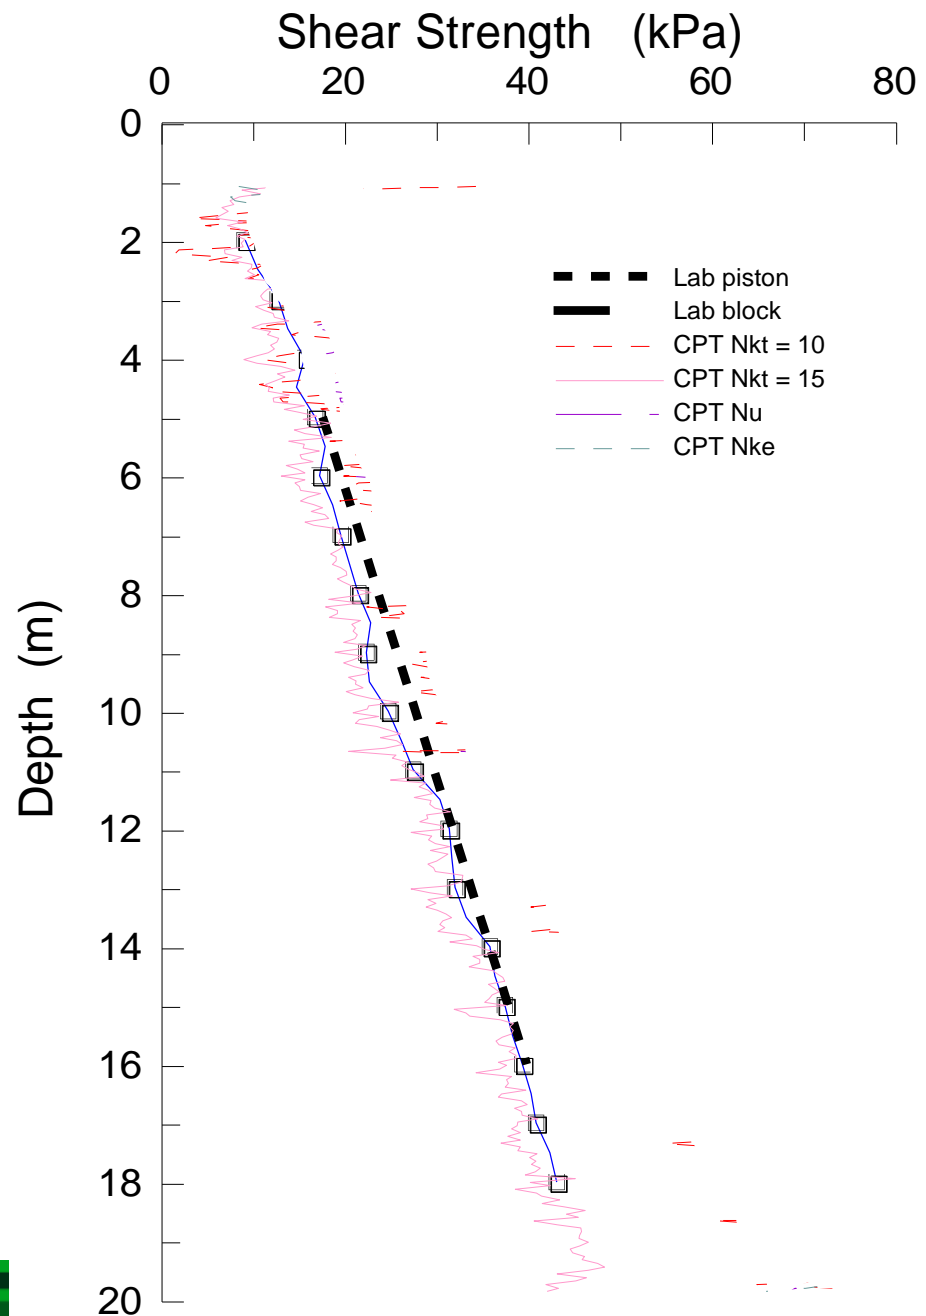 Shear Strength (kPa)
0 20 40 60 80
0
2
4
6
8
10
12
14
16
18
20
Depth (m)
Lab piston
Lab block
CPT Nkt = 10
CPT Nkt = 15
CPT Nu
CPT Nke